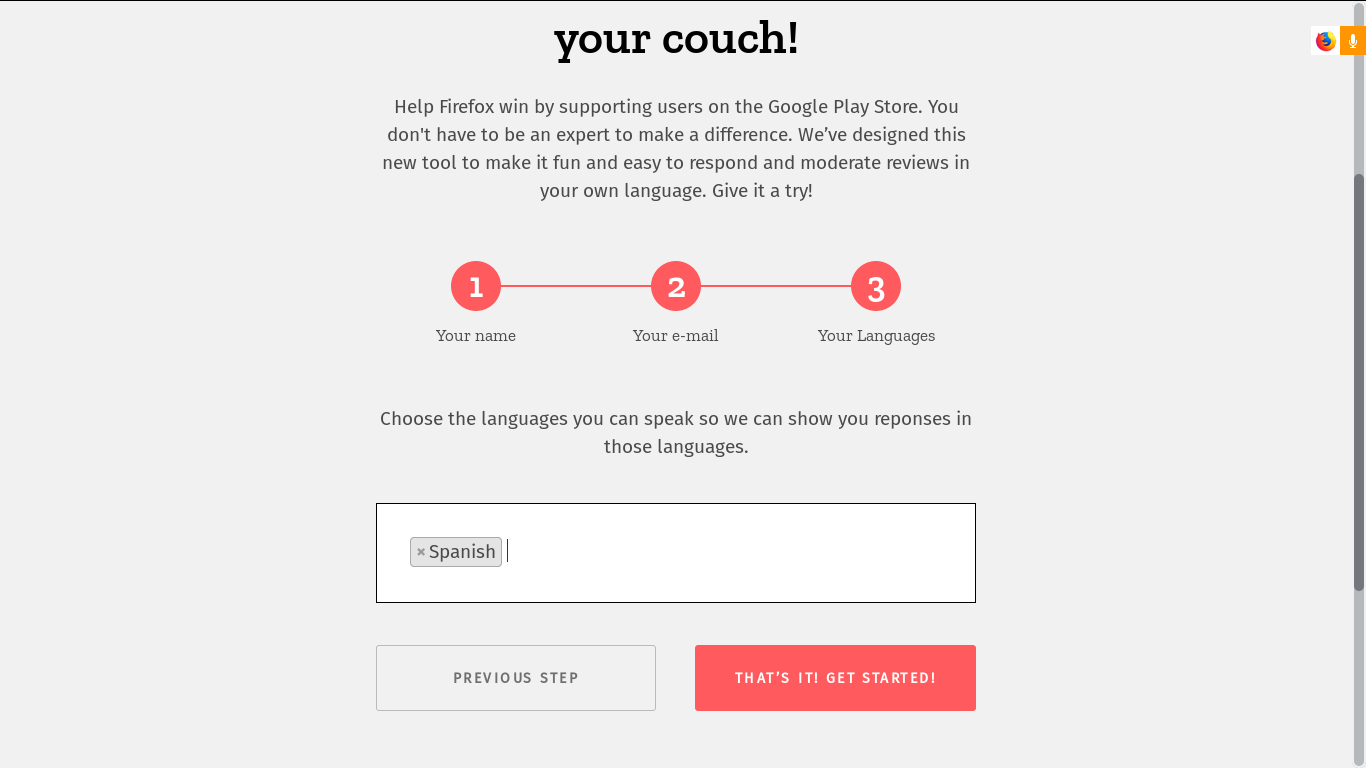 your couch!
Help Firefox win by supporting users on the Google Play Store. You
don't have to be an expert to make a difference. We’ve designed this
new tool to make it fun and easy to respond and moderate reviews in
your own language. Give it a try!
1 2 3
Your name Your e-mail Your Languages
Choose the languages you can speak so we can show you reponses in
those languages.
× Spanish
PREVIOUS STEP THAT’S IT! GET STARTED!